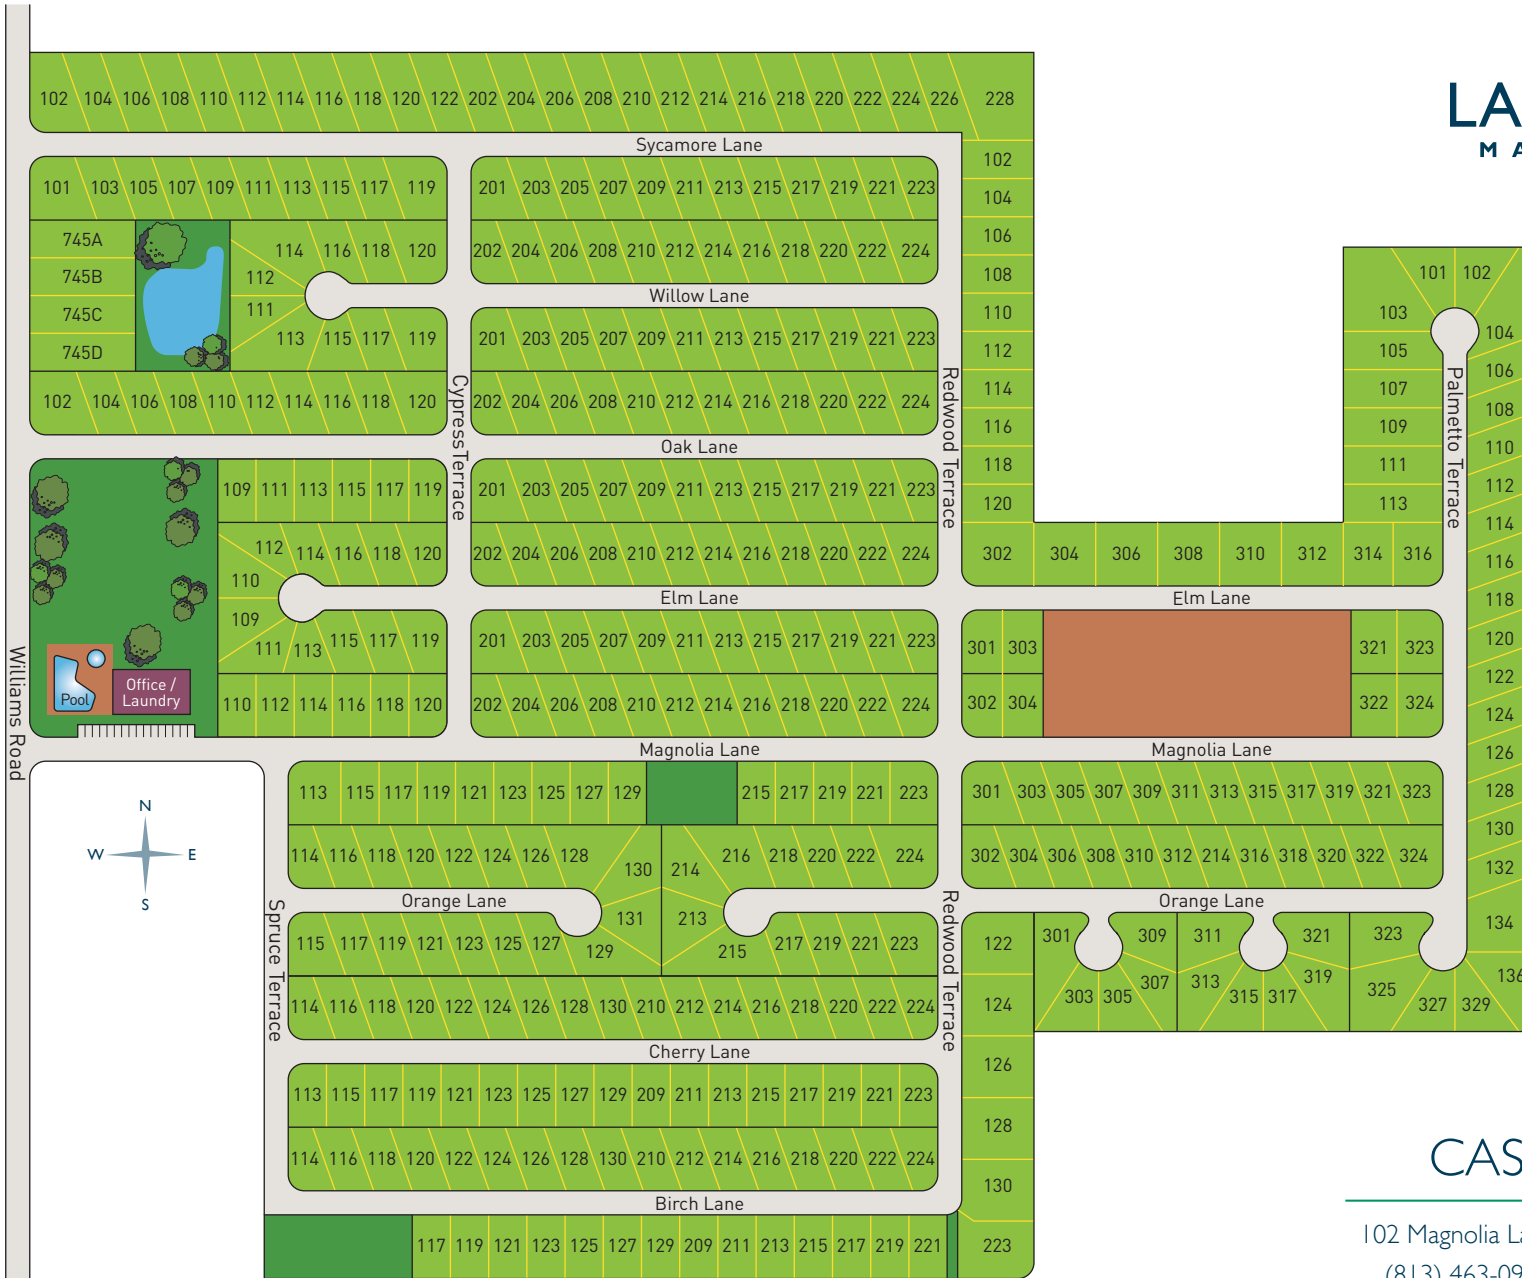 LA
M A
102 104 106 108 110 112 114 116 118 120 122 202 204 206 208 210 212 214 216 218 220 222 224 226 228
Sycamore Lane
101 103 105 107 109 111 113 115 117 119
201 203 205 207 209 211 213 215 217 219 221 223
745A
745B
745C
745D
114 116 118 120
112
111
113 115 117 119
202 204 206 208 210 212 214 216 218 220 222 224
Willow Lane
201 203 205 207 209 211 213 215 217 219 221 223
102 104 106 108 110 112 114 116 118 120
202 204 206 208 210 212 214 216 218 220 222 224
Cypress Terrace
Redwood Terrace
102
104
106
108
110
112
114
116
118
120
Oak Lane
109 111 113 115 117 119
201 203 205 207 209 211 213 215 217 219 221 223
112 114 116 118 120
110
109
111 113 115 117 119
202 204 206 208 210 212 214 216 218 220 222 224
302 304 306 308 310 312 314 316
101 102
103
105
107
109
111
113
Palmetto Terrace
104
106
108
110
112
114
116
118
120
122
124
126
128
130
132
134
136
Elm Lane
Elm Lane
201 203 205 207 209 211 213 215 217 219 221 223
301 303
321 323
Williams Road
Pool
Office /
Laundry
110 112 114 116 118 120
202 204 206 208 210 212 214 216 218 220 222 224
302 304
322 324
Magnolia Lane
Magnolia Lane
N
W E
S
113 115 117 119 121 123 125 127 129
215 217 219 221 223
301 303 305 307 309 311 313 315 317 319 321 323
114 116 118 120 122 124 126 128
130 214
216 218 220 222 224
302 304 306 308 310 312 214 316 318 320 322 324
Orange Lane
Orange Lane
Spruce Terrace
Redwood Terrace
131 213
115 117 119 121 123 125 127
129 215
217 219 221 223
122
124
126
128
130
301 309 311 321 323
303 305 307 313 315 317 319 325 327 329
114 116 118 120 122 124 126 128 130 210 212 214 216 218 220 222 224
Cherry Lane
113 115 117 119 121 123 125 127 129 209 211 213 215 217 219 221 223
114 116 118 120 122 124 126 128 130 210 212 214 216 218 220 222 224
Birch Lane
117 119 121 123 125 127 129 209 211 213 215 217 219 221 223
CAS
102 Magnolia La
(813) 463-09